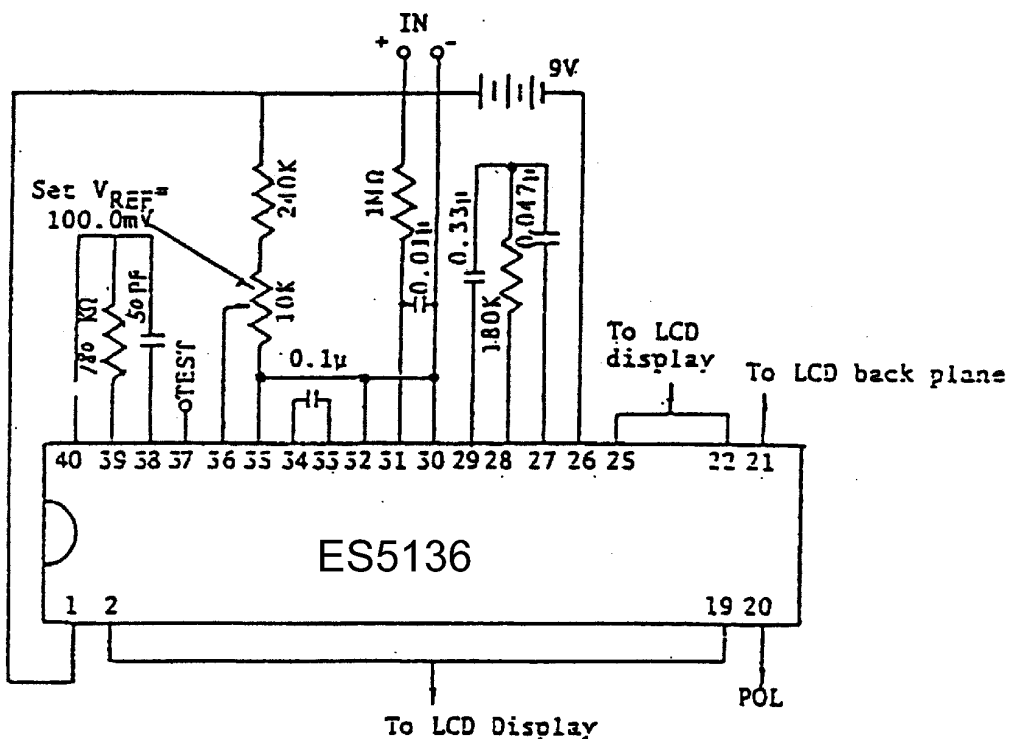 IN
+ -
9V
Set VREF=
100.0mV
240K
1MΩ
0.01µ
0.33µ
0.047µ
180 KΩ
50PF
TEST
10K
0.1µ
180K
To LCD
display
To LCD back plane
40 39 38 37 36 35 34 33 32 31 30 29 28 27 26 25 22 21
ES5136
1 2 19 20
POL
To LCD Display